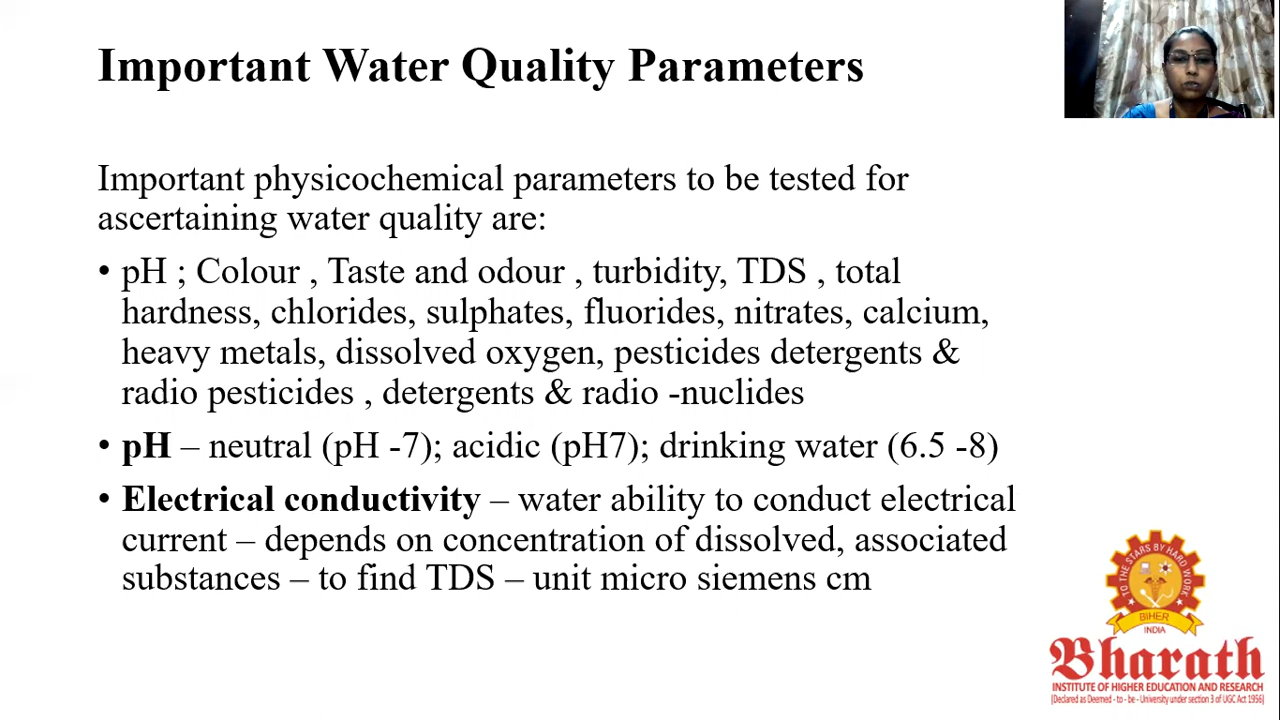 Important Water Quality Parameters
Important physicochemical parameters to be tested for
ascertaining water quality are:
• pH ; Colour , Taste and odour , turbidity, TDS , total
hardness, chlorides, sulphates, fluorides, nitrates, calcium,
heavy metals, dissolved oxygen, pesticides detergents &
radio pesticides , detergents & radio -nuclides
• pH – neutral (pH -7); acidic (pH7); drinking water (6.5 -8)
• Electrical conductivity – water ability to conduct electrical
current – depends on concentration of dissolved, associated
substances – to find TDS – unit micro siemens cm
TO THE STARS BY HARD WORK
BIHER
INDIA
Bharath
INSTITUTE OF HIGHER EDUCATION AND RESEARCH
(Declared as Deemed - to - be - University under section 3 of UGC Act 1956)